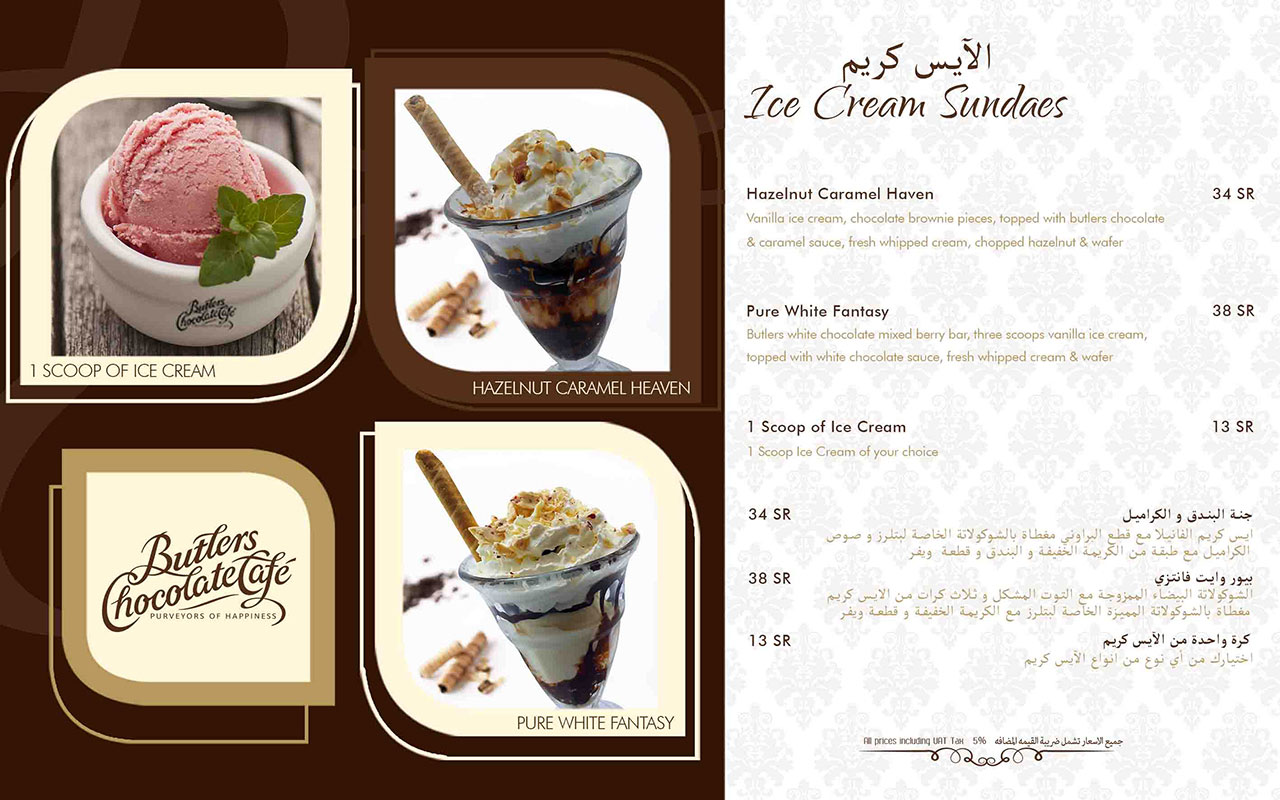 Butlers
Chocolate Café
1 SCOOP OF ICE CREAM
HAZELNUT CARAMEL HEAVEN
Butlers
Chocolate Café
PURVEYORS OF HAPPINESS
PURE WHITE FANTASY
الآيس كريم
Ice Cream Sundaes
Hazelnut Caramel Haven 34 SR
Vanilla ice cream, chocolate brownie pieces, topped with butlers chocolate
& caramel sauce, fresh whipped cream, chopped hazelnut & wafer
Pure White Fantasy 38 SR
Butlers white chocolate mixed berry bar, three scoops vanilla ice cream,
topped with white chocolate sauce, fresh whipped cream & wafer
1 Scoop of Ice Cream 13 SR
1 Scoop Ice Cream of your choice
جنة البندق و الكراميل 34 SR
ايس كريم الفانيلا مع قطع البراوني مغطاة بالشوكولاتة الخاصة لبتلرز و صوص
الكراميل مع طبقة من الكريمة الخفيفة و البندق و قطعة ويفر
بيور وايت فانتزي 38 SR
الشوكولاتة البيضاء الممزوجة مع التوت المشكل و ثلاث كرات من الايس كريم
مغطاة بالشوكولاتة المميزة الخاصة لبتلرز مع الكريمة الخفيفة و قطعة ويفر
كرة واحدة من الآيس كريم 13 SR
اختيارك من أي نوع من انواع الآيس كريم
All prices including VAT Tax 5% جميع الاسعار تشمل ضريبة القيمه المضافه